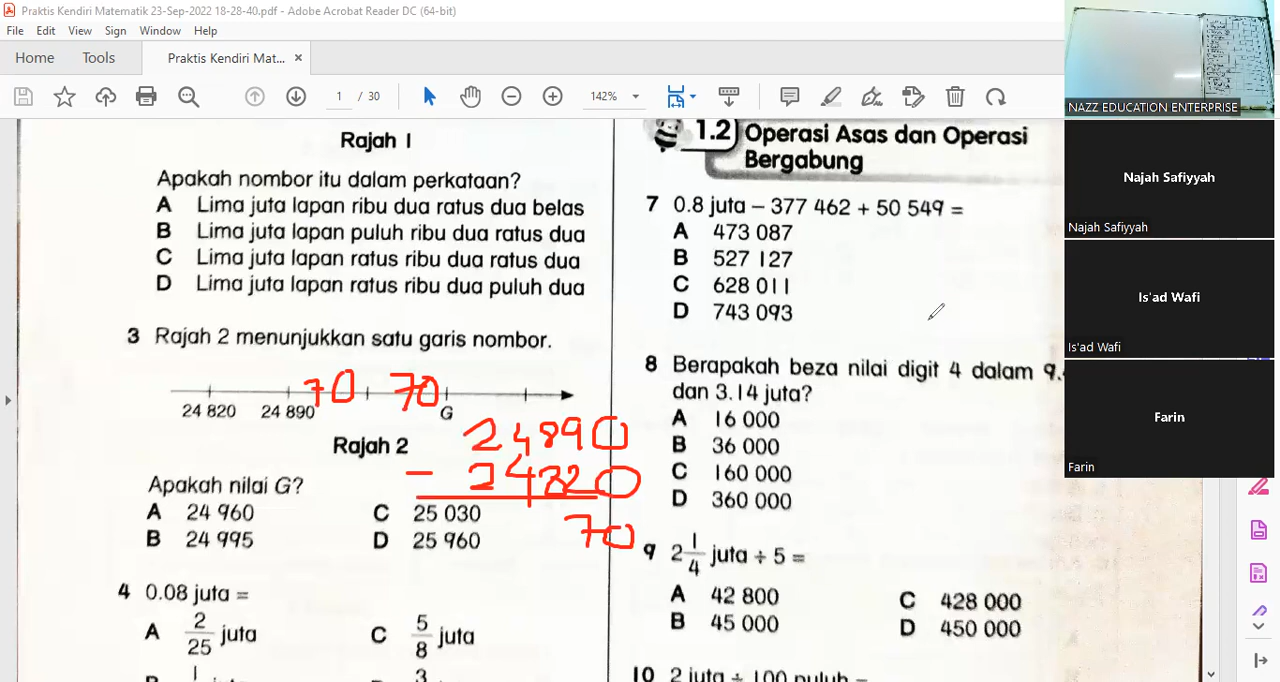 Praktis Kendiri Matematik 23-Sep-2022 18-28-40.pdf - Adobe Acrobat Reader DC (64-bit)
File Edit View Sign Window Help
Home Tools Praktis Kendiri Mat... ×
1 / 30 142%
Rajah 1
Apakah nombor itu dalam perkataan?
A Lima juta lapan ribu dua ratus dua belas
B Lima juta lapan puluh ribu dua ratus dua
C Lima juta lapan ratus ribu dua ratus dua
D Lima juta lapan ratus ribu dua puluh dua
3 Rajah 2 menunjukkan satu garis nombor.
70 70
24 820 24 890 G
Rajah 2
24890
- 24820
70
Apakah nilai G?
A 24 960 C 25 030
B 24 995 D 25 960
4 0.08 juta =
A 2/25 juta C 5/8 juta
1.2 Operasi Asas dan Operasi
Bergabung
7 0.8 juta – 377 462 + 50 549 =
A 473 087
B 527 127
C 628 011
D 743 093
8 Berapakah beza nilai digit 4 dalam 9.
dan 3.14 juta?
A 16 000
B 36 000
C 160 000
D 360 000
9 2 1/4 juta ÷ 5 =
A 42 800 C 428 000
B 45 000 D 450 000
10 2 juta ÷ 100 puluh =
NAZZ EDUCATION ENTERPRISE
Najah Safiyyah
Najah Safiyyah
Is'ad Wafi
Is'ad Wafi
Farin
Farin